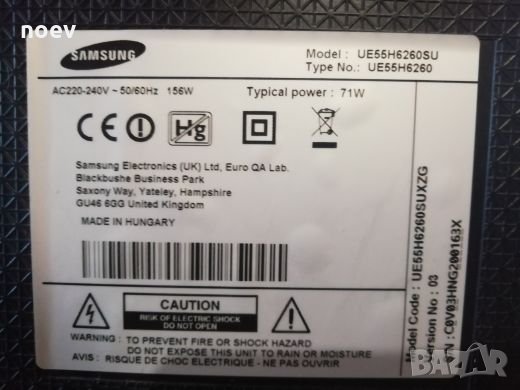 noev
SAMSUNG
Model : UE55H6260SU
Type No.: UE55H6260
AC220-240V ~ 50/60Hz 156W
Typical power : 71W
CE
Hg
Samsung Electronics (UK) Ltd, Euro QA Lab.
Blackbushe Business Park
Saxony Way, Yateley, Hampshire
GU46 6GG United Kingdom
MADE IN HUNGARY
CAUTION
RISK OF ELECTRIC SHOCK
DO NOT OPEN
WARNING : TO PREVENT FIRE OR SHOCK HAZARD
DO NOT EXPOSE THIS UNIT TO RAIN OR MOISTURE
AVIS : RISQUE DE CHOC ELECTRIQUE - NE PAS OUVRIR
Model Code : UE55H6260SUXZG
Version No : 03
N : C0V03HNG200163X
BAZAR